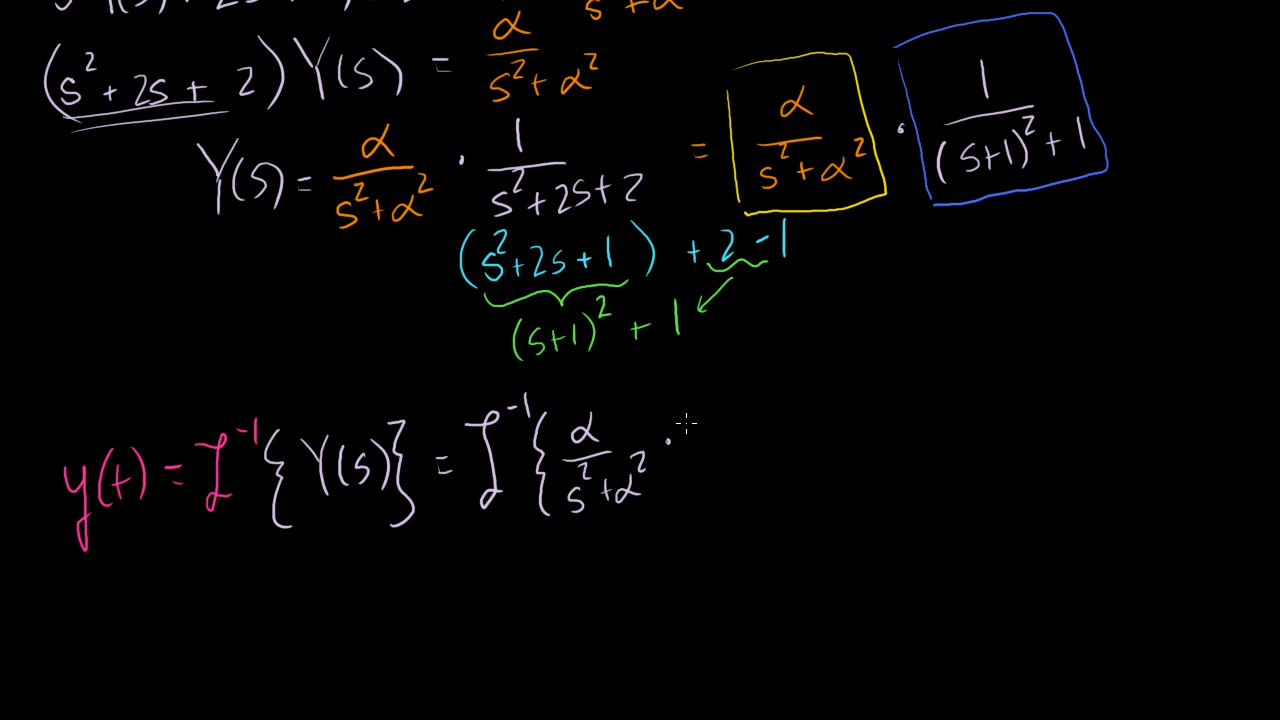 (s² + 2s + 2) Y(s) = α/(s² + α²)
Y(s) = α/(s² + α²) · 1/(s² + 2s + 2) = α/(s² + α²) · 1/((s+1)² + 1)
(s² + 2s + 1) + 2 - 1
(s+1)² + 1
y(t) = ℒ⁻¹{Y(s)} = ℒ⁻¹{α/(s² + α²) ·